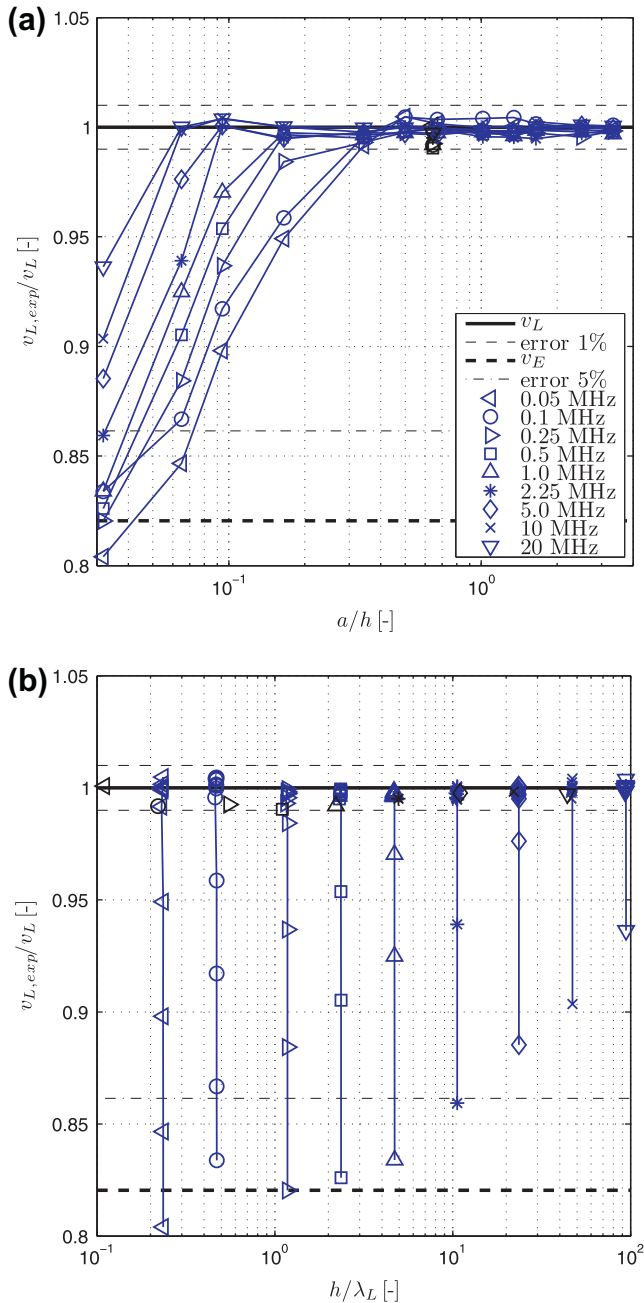 (a)
1.05
1
0.95
0.9
0.85
0.8
v_{L,exp}/v_L [-]
10^{-1}
10^{0}
a/h [-]
v_L
error 1%
v_E
error 5%
0.05 MHz
0.1 MHz
0.25 MHz
0.5 MHz
1.0 MHz
2.25 MHz
5.0 MHz
10 MHz
20 MHz
(b)
1.05
1
0.95
0.9
0.85
0.8
v_{L,exp}/v_L [-]
10^{-1}
10^{0}
10^{1}
10^{2}
h/λ_L [-]